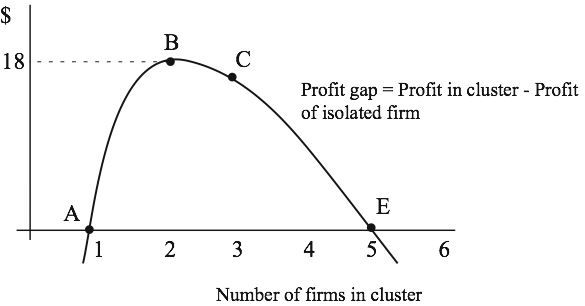 $
B
18
C
Profit gap = Profit in cluster - Profit
of isolated firm
A
E
1 2 3 4 5 6
Number of firms in cluster